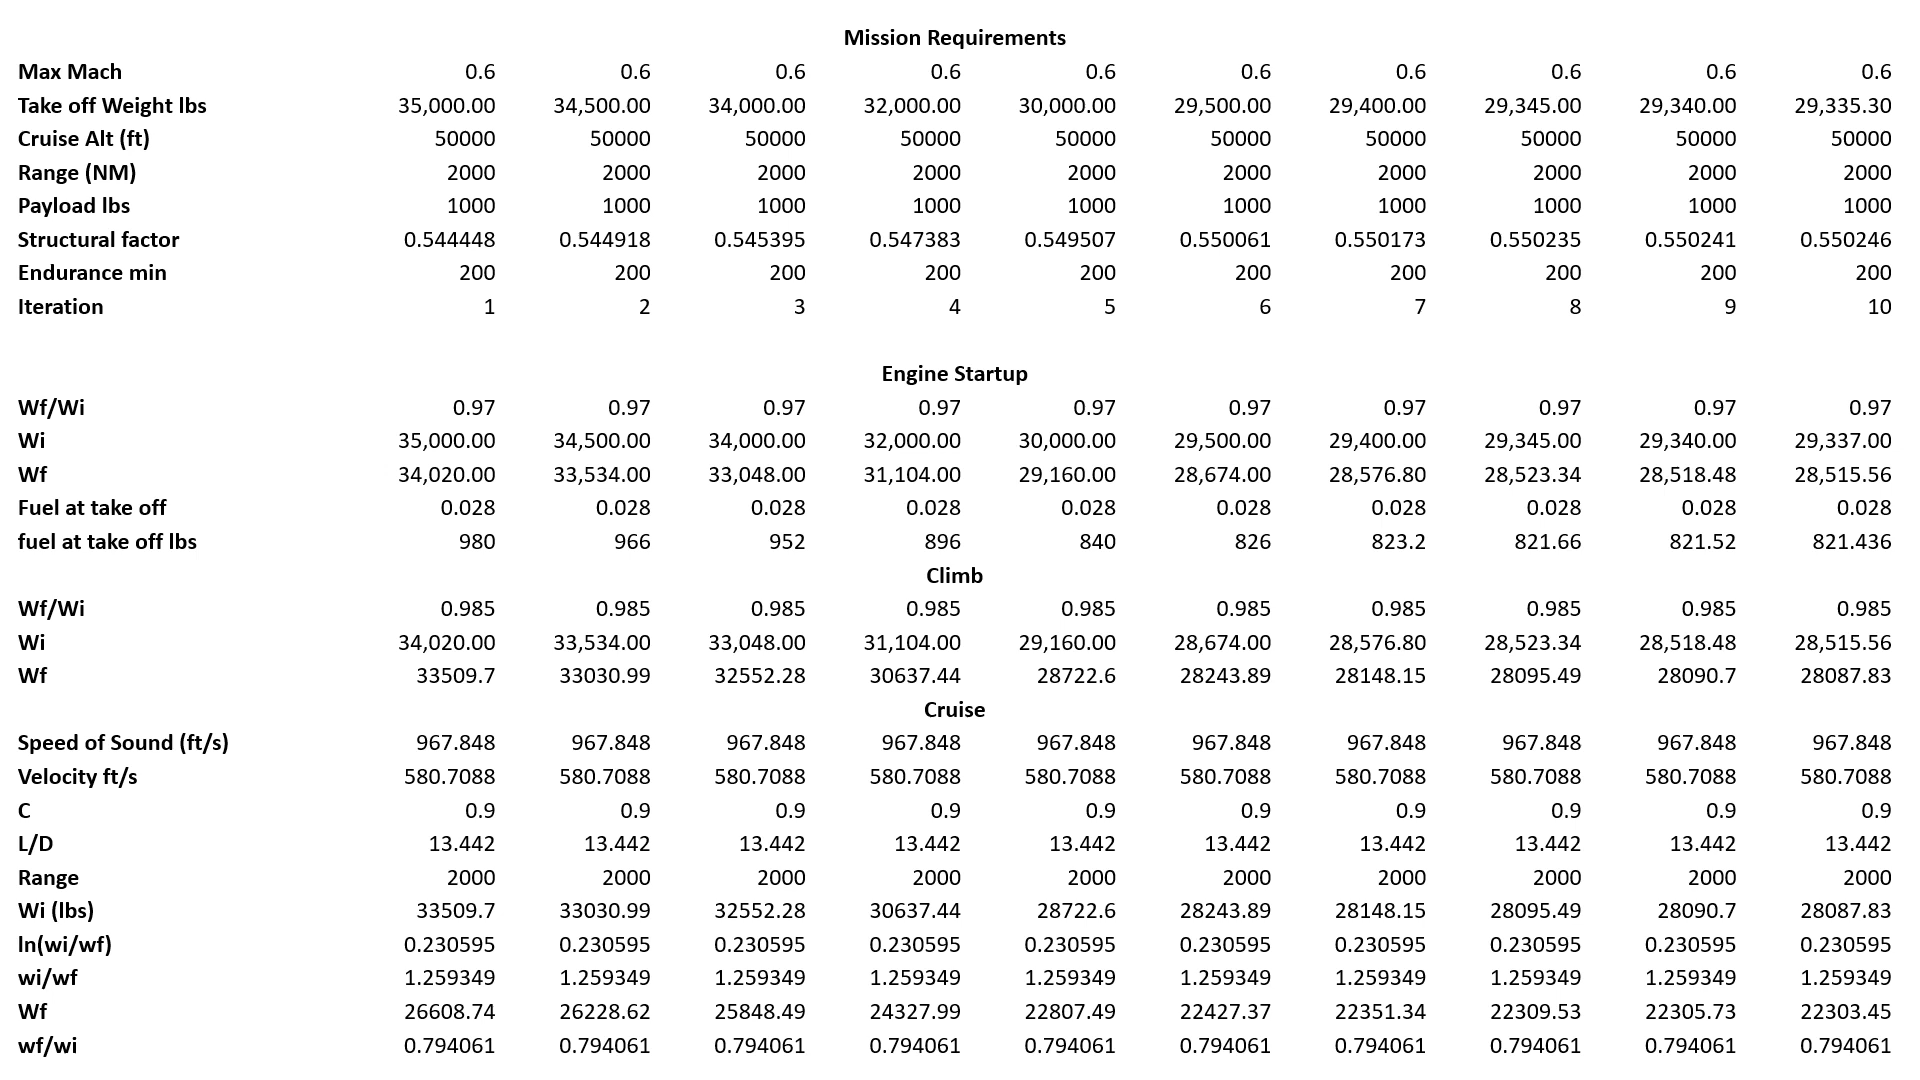 Mission Requirements
Max Mach 0.6 0.6 0.6 0.6 0.6 0.6 0.6 0.6 0.6 0.6
Take off Weight lbs 35,000.00 34,500.00 34,000.00 32,000.00 30,000.00 29,500.00 29,400.00 29,345.00 29,340.00 29,335.30
Cruise Alt (ft) 50000 50000 50000 50000 50000 50000 50000 50000 50000 50000
Range (NM) 2000 2000 2000 2000 2000 2000 2000 2000 2000 2000
Payload lbs 1000 1000 1000 1000 1000 1000 1000 1000 1000 1000
Structural factor 0.544448 0.544918 0.545395 0.547383 0.549507 0.550061 0.550173 0.550235 0.550241 0.550246
Endurance min 200 200 200 200 200 200 200 200 200 200
Iteration 1 2 3 4 5 6 7 8 9 10
Engine Startup
Wf/Wi 0.97 0.97 0.97 0.97 0.97 0.97 0.97 0.97 0.97 0.97
Wi 35,000.00 34,500.00 34,000.00 32,000.00 30,000.00 29,500.00 29,400.00 29,345.00 29,340.00 29,337.00
Wf 34,020.00 33,534.00 33,048.00 31,104.00 29,160.00 28,674.00 28,576.80 28,523.34 28,518.48 28,515.56
Fuel at take off 0.028 0.028 0.028 0.028 0.028 0.028 0.028 0.028 0.028 0.028
fuel at take off lbs 980 966 952 896 840 826 823.2 821.66 821.52 821.436
Climb
Wf/Wi 0.985 0.985 0.985 0.985 0.985 0.985 0.985 0.985 0.985 0.985
Wi 34,020.00 33,534.00 33,048.00 31,104.00 29,160.00 28,674.00 28,576.80 28,523.34 28,518.48 28,515.56
Wf 33509.7 33030.99 32552.28 30637.44 28722.6 28243.89 28148.15 28095.49 28090.7 28087.83
Cruise
Speed of Sound (ft/s) 967.848 967.848 967.848 967.848 967.848 967.848 967.848 967.848 967.848 967.848
Velocity ft/s 580.7088 580.7088 580.7088 580.7088 580.7088 580.7088 580.7088 580.7088 580.7088 580.7088
C 0.9 0.9 0.9 0.9 0.9 0.9 0.9 0.9 0.9 0.9
L/D 13.442 13.442 13.442 13.442 13.442 13.442 13.442 13.442 13.442 13.442
Range 2000 2000 2000 2000 2000 2000 2000 2000 2000 2000
Wi (lbs) 33509.7 33030.99 32552.28 30637.44 28722.6 28243.89 28148.15 28095.49 28090.7 28087.83
ln(wi/wf) 0.230595 0.230595 0.230595 0.230595 0.230595 0.230595 0.230595 0.230595 0.230595 0.230595
wi/wf 1.259349 1.259349 1.259349 1.259349 1.259349 1.259349 1.259349 1.259349 1.259349 1.259349
Wf 26608.74 26228.62 25848.49 24327.99 22807.49 22427.37 22351.34 22309.53 22305.73 22303.45
wf/wi 0.794061 0.794061 0.794061 0.794061 0.794061 0.794061 0.794061 0.794061 0.794061 0.794061